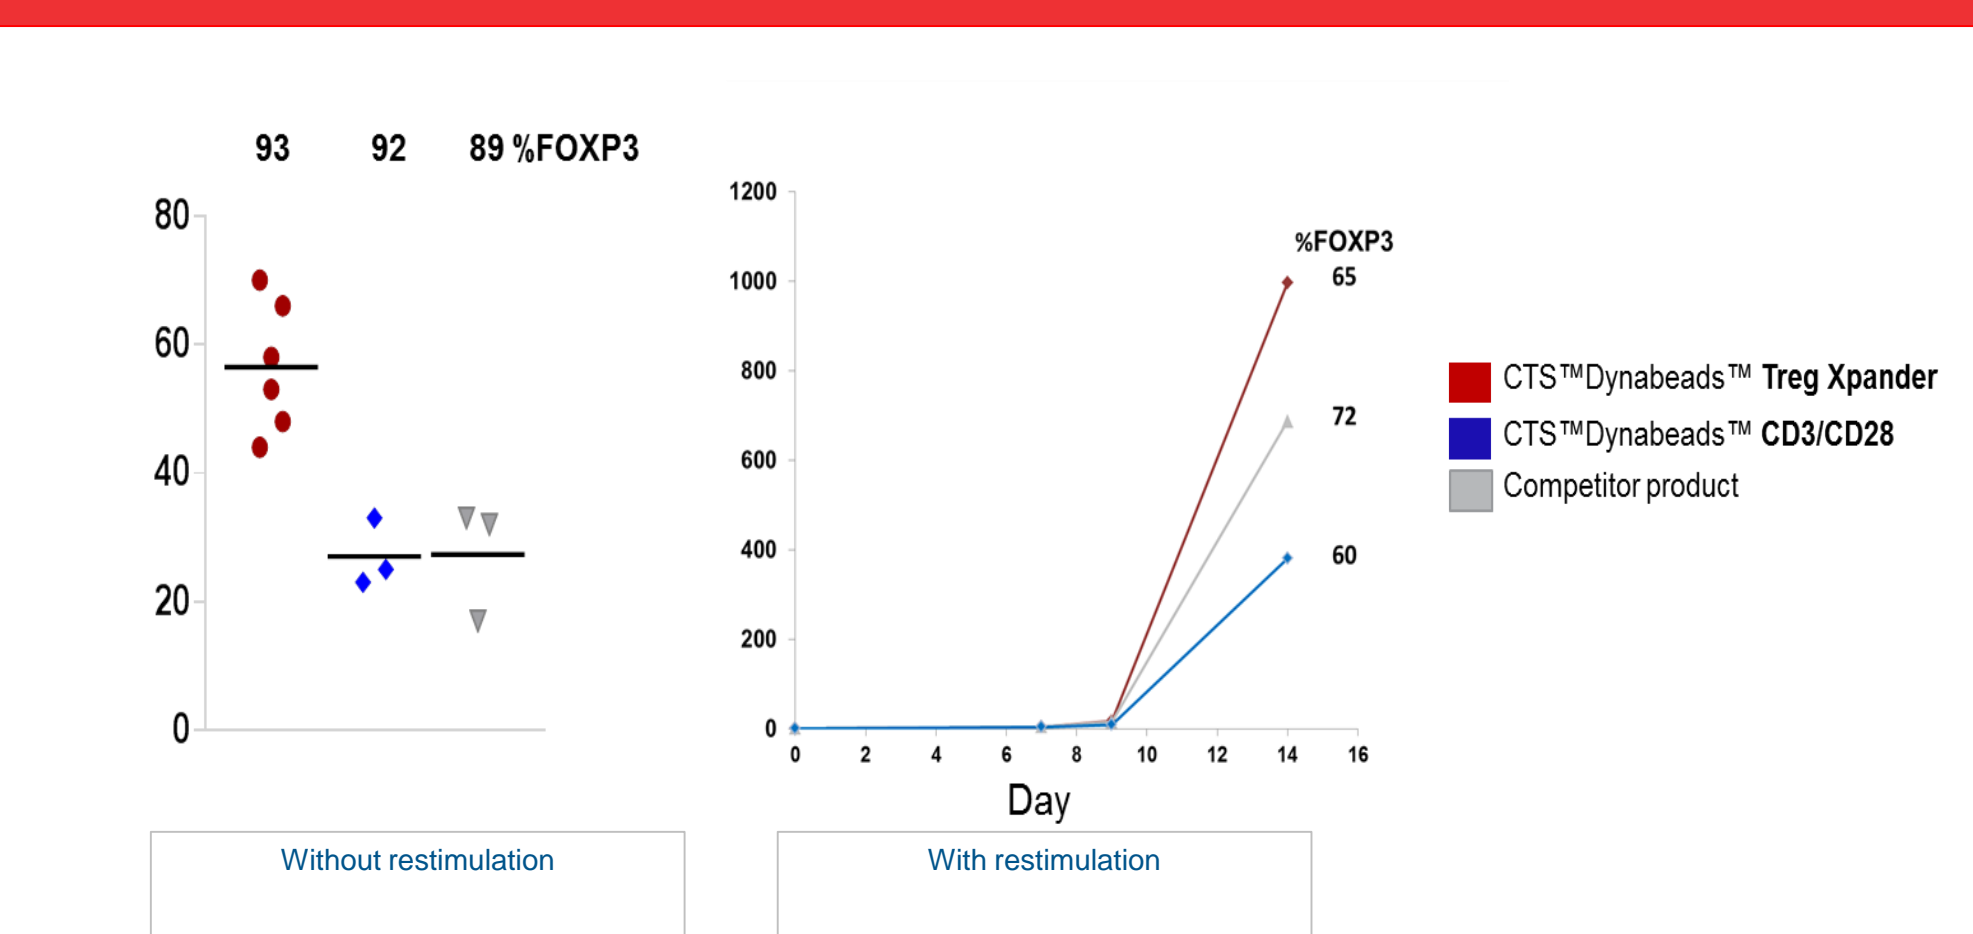 93 92 89 %FOXP3
80
60
40
20
0
1200
1000
800
600
400
200
0
0 2 4 6 8 10 12 14 16
Day
%FOXP3
65
72
60
CTS™Dynabeads™ Treg Xpander
CTS™Dynabeads™ CD3/CD28
Competitor product
Without restimulation
With restimulation